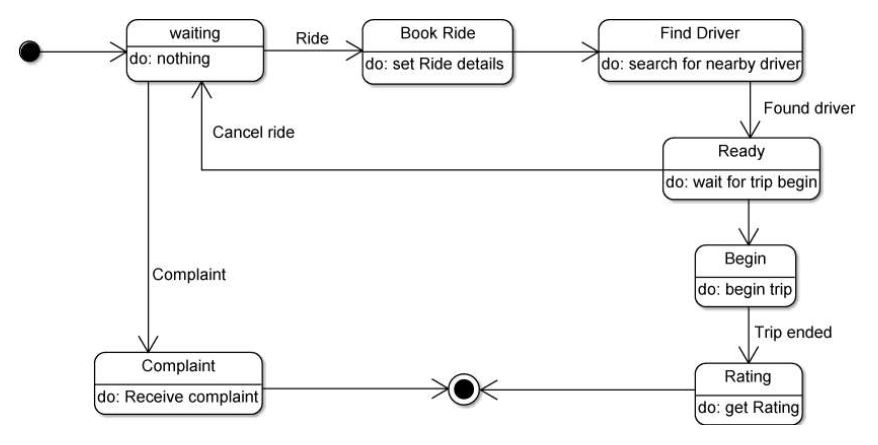 waiting
do: nothing
Ride
Book Ride
do: set Ride details
Find Driver
do: search for nearby driver
Found driver
Cancel ride
Ready
do: wait for trip begin
Begin
do: begin trip
Complaint
Trip ended
Complaint
do: Receive complaint
Rating
do: get Rating